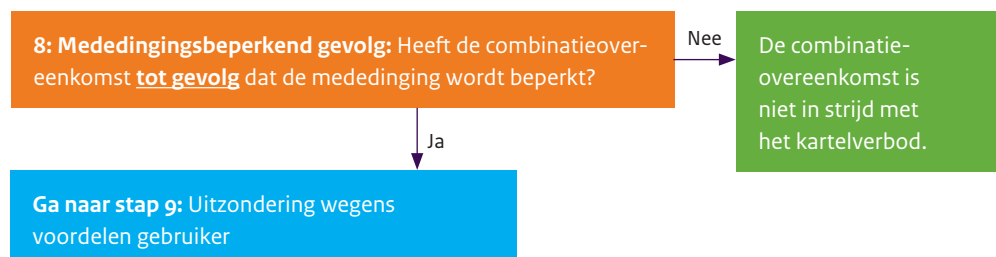 8: Mededingingsbeperkend gevolg: Heeft de combinatieover-
eenkomst tot gevolg dat de mededinging wordt beperkt?
Nee
De combinatie-
overeenkomst is
niet in strijd met
het kartelverbod.
Ja
Ga naar stap 9: Uitzondering wegens
voordelen gebruiker